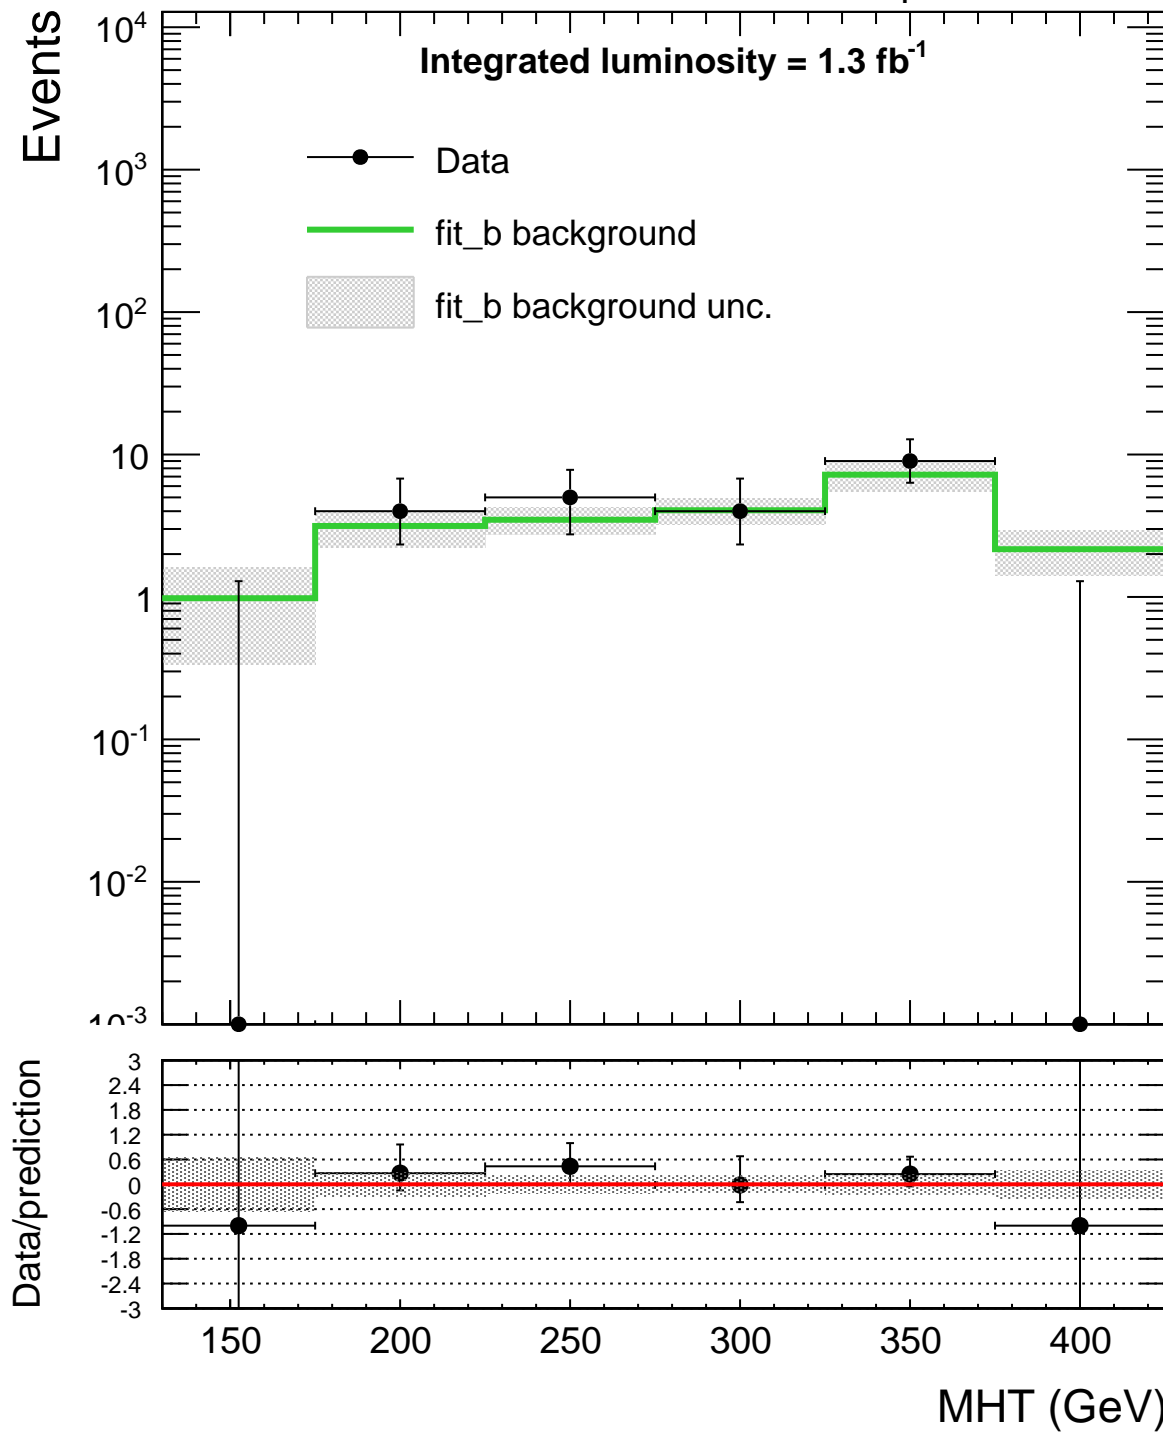 Events
10^4
Integrated luminosity = 1.3 fb^-1
Data
10^3
fit_b background
fit_b background unc.
10^2
10
1
10^-1
10^-2
10^-3
Data/prediction
3
2.4
1.8
1.2
0.6
0
-0.6
-1.2
-1.8
-2.4
-3
150 200 250 300 350 400
MHT (GeV)